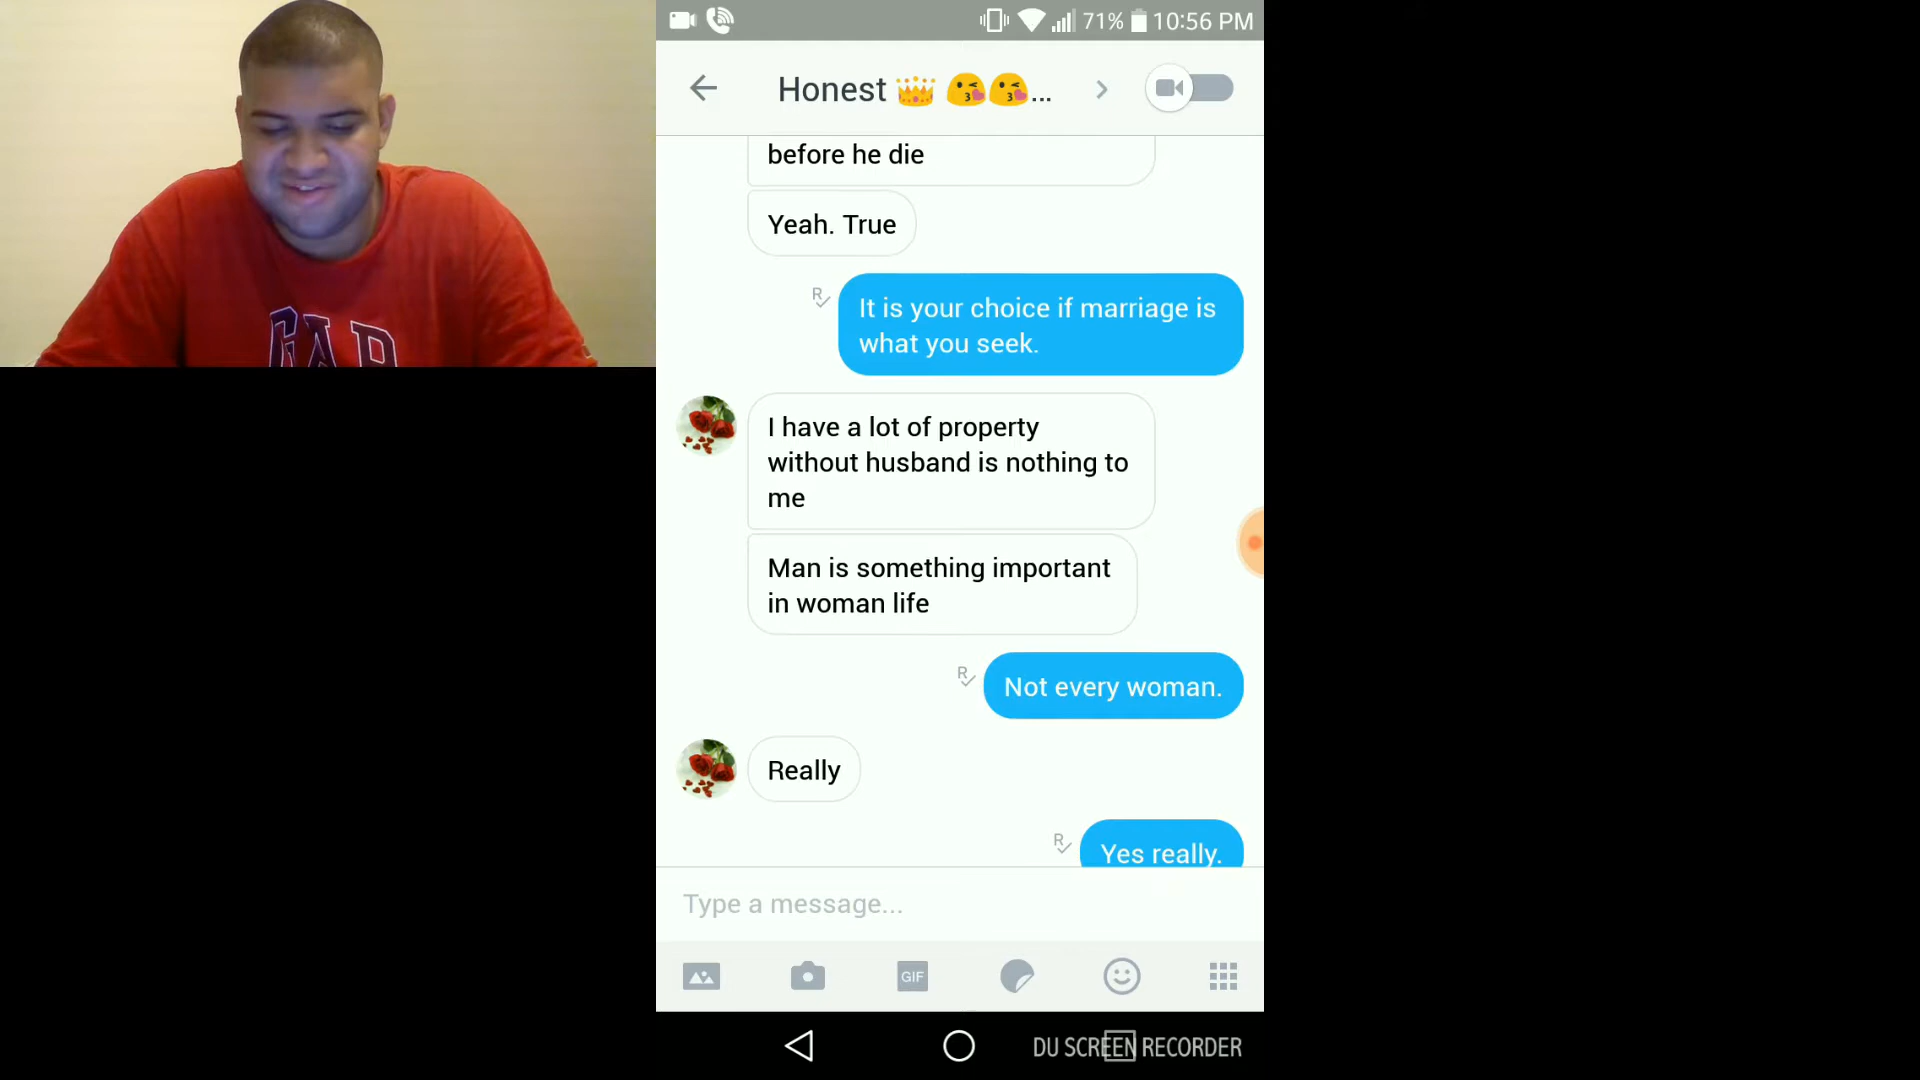 GAP
71% 10:56 PM
Honest 👑 😘😘...
before he die
Yeah. True
It is your choice if marriage is
what you seek.
I have a lot of property
without husband is nothing to
me
Man is something important
in woman life
Not every woman.
Really
Yes really.
Type a message...
GIF
DU SCREEN RECORDER